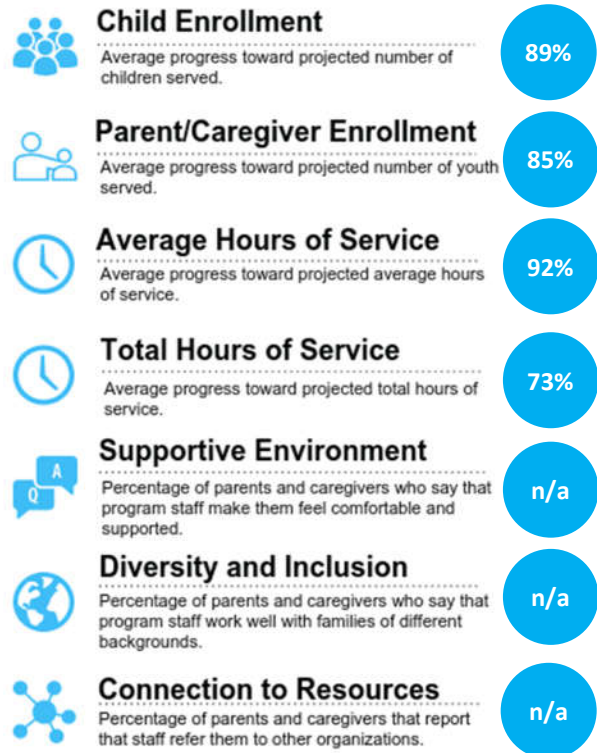 Child Enrollment
Average progress toward projected number of
children served.
89%
Parent/Caregiver Enrollment
Average progress toward projected number of youth
served.
85%
Average Hours of Service
Average progress toward projected average hours
of service.
92%
Total Hours of Service
Average progress toward projected total hours of
service.
73%
Q A
Supportive Environment
Percentage of parents and caregivers who say that
program staff make them feel comfortable and
supported.
n/a
Diversity and Inclusion
Percentage of parents and caregivers who say that
program staff work well with families of different
backgrounds.
n/a
Connection to Resources
Percentage of parents and caregivers that report
that staff refer them to other organizations.
n/a